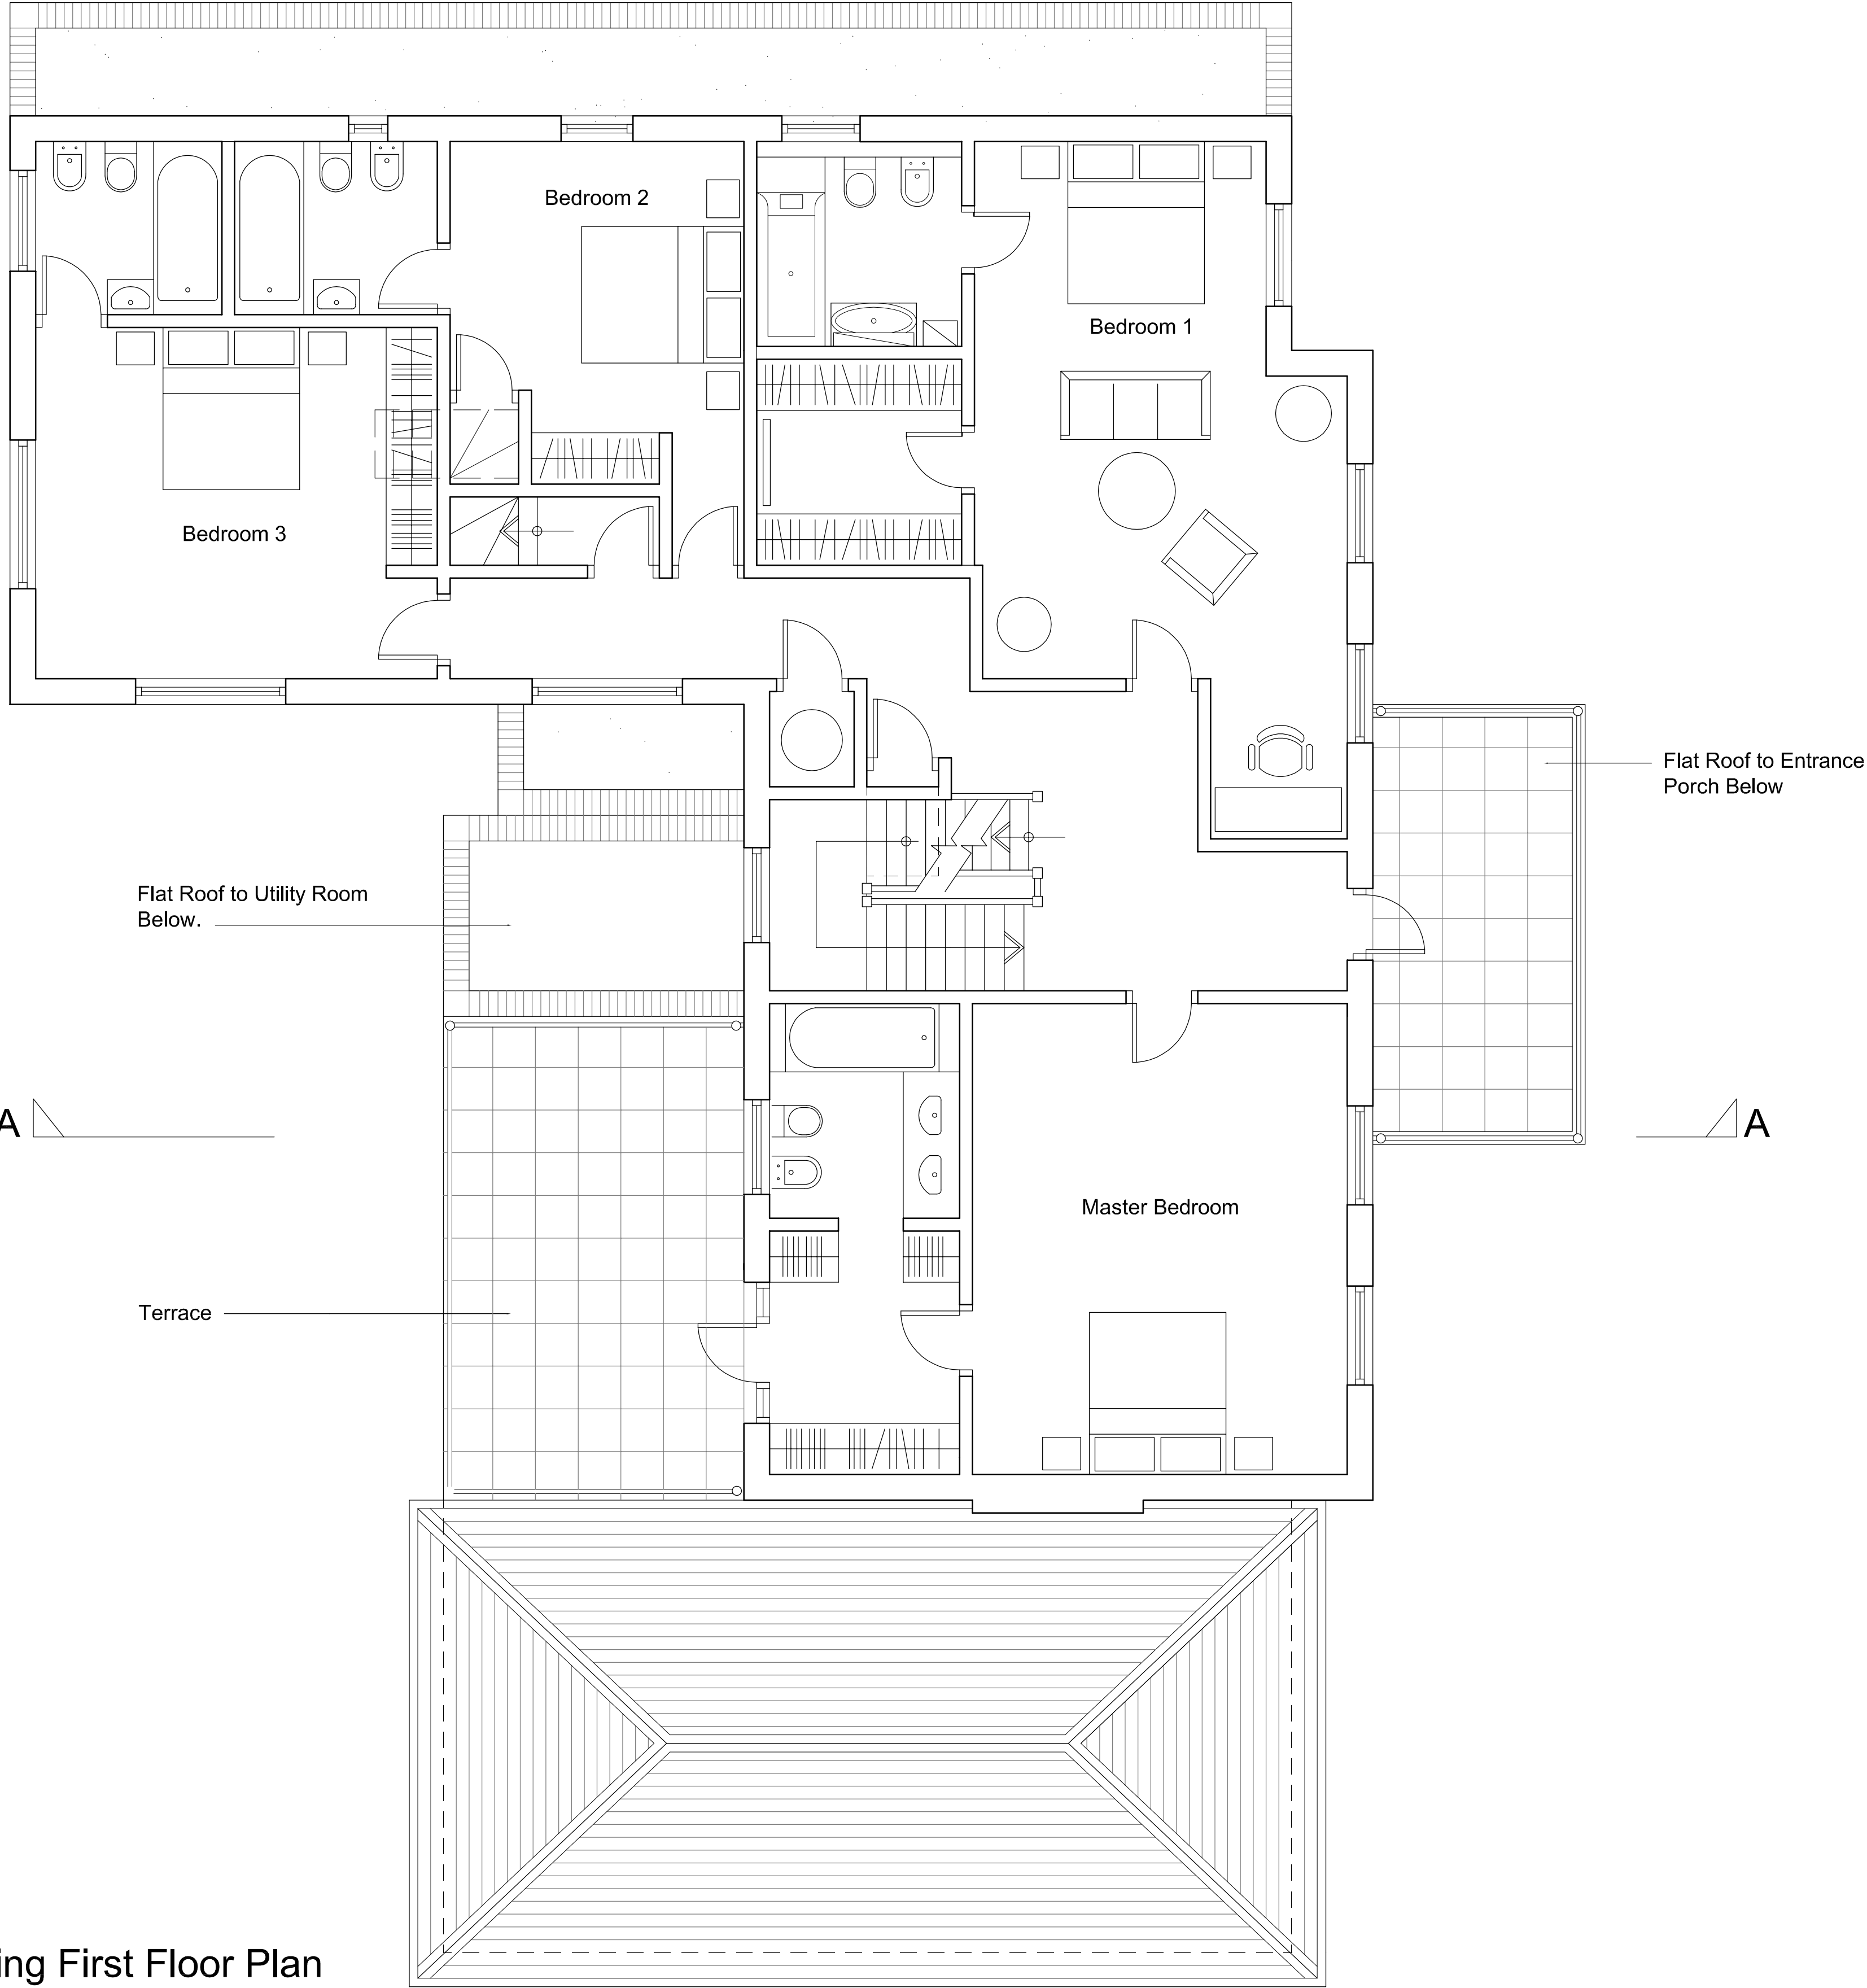 Bedroom 2
Bedroom 1
Bedroom 3
Flat Roof to Entrance
Porch Below
Flat Roof to Utility Room
Below.
A
A
Master Bedroom
Terrace
ing First Floor Plan